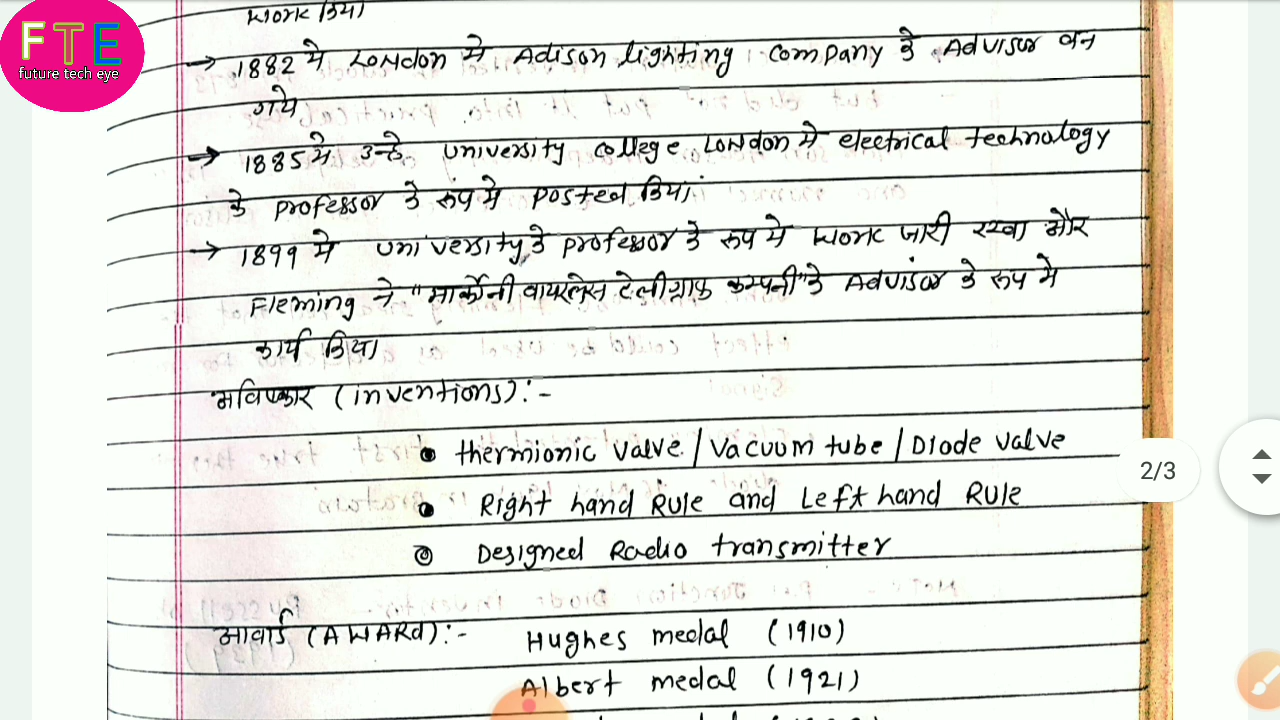 FTE
future tech eye
work किया
→ 1882 मे London मे Adison lighting company के Advisor बन
गये
→ 1885 मे उन्हे University college London मे electrical technology
के professor के रूप मे posted किया।
→ 1899 मे university के professor के रूप मे work जारी रखा और
Fleming ने "मार्कोनी वायरलेस टेलीग्राफ कम्पनी" के Advisor के रूप मे
कार्य किया
अविष्कार (inventions):-
• thermionic valve / Vacuum tube / Diode valve
2/3
• Right hand Rule and Left hand RUle
• Designed Radio transmitter
आवार्ड (AWARd):- Hughes medal (1910)
Albert medal (1921)